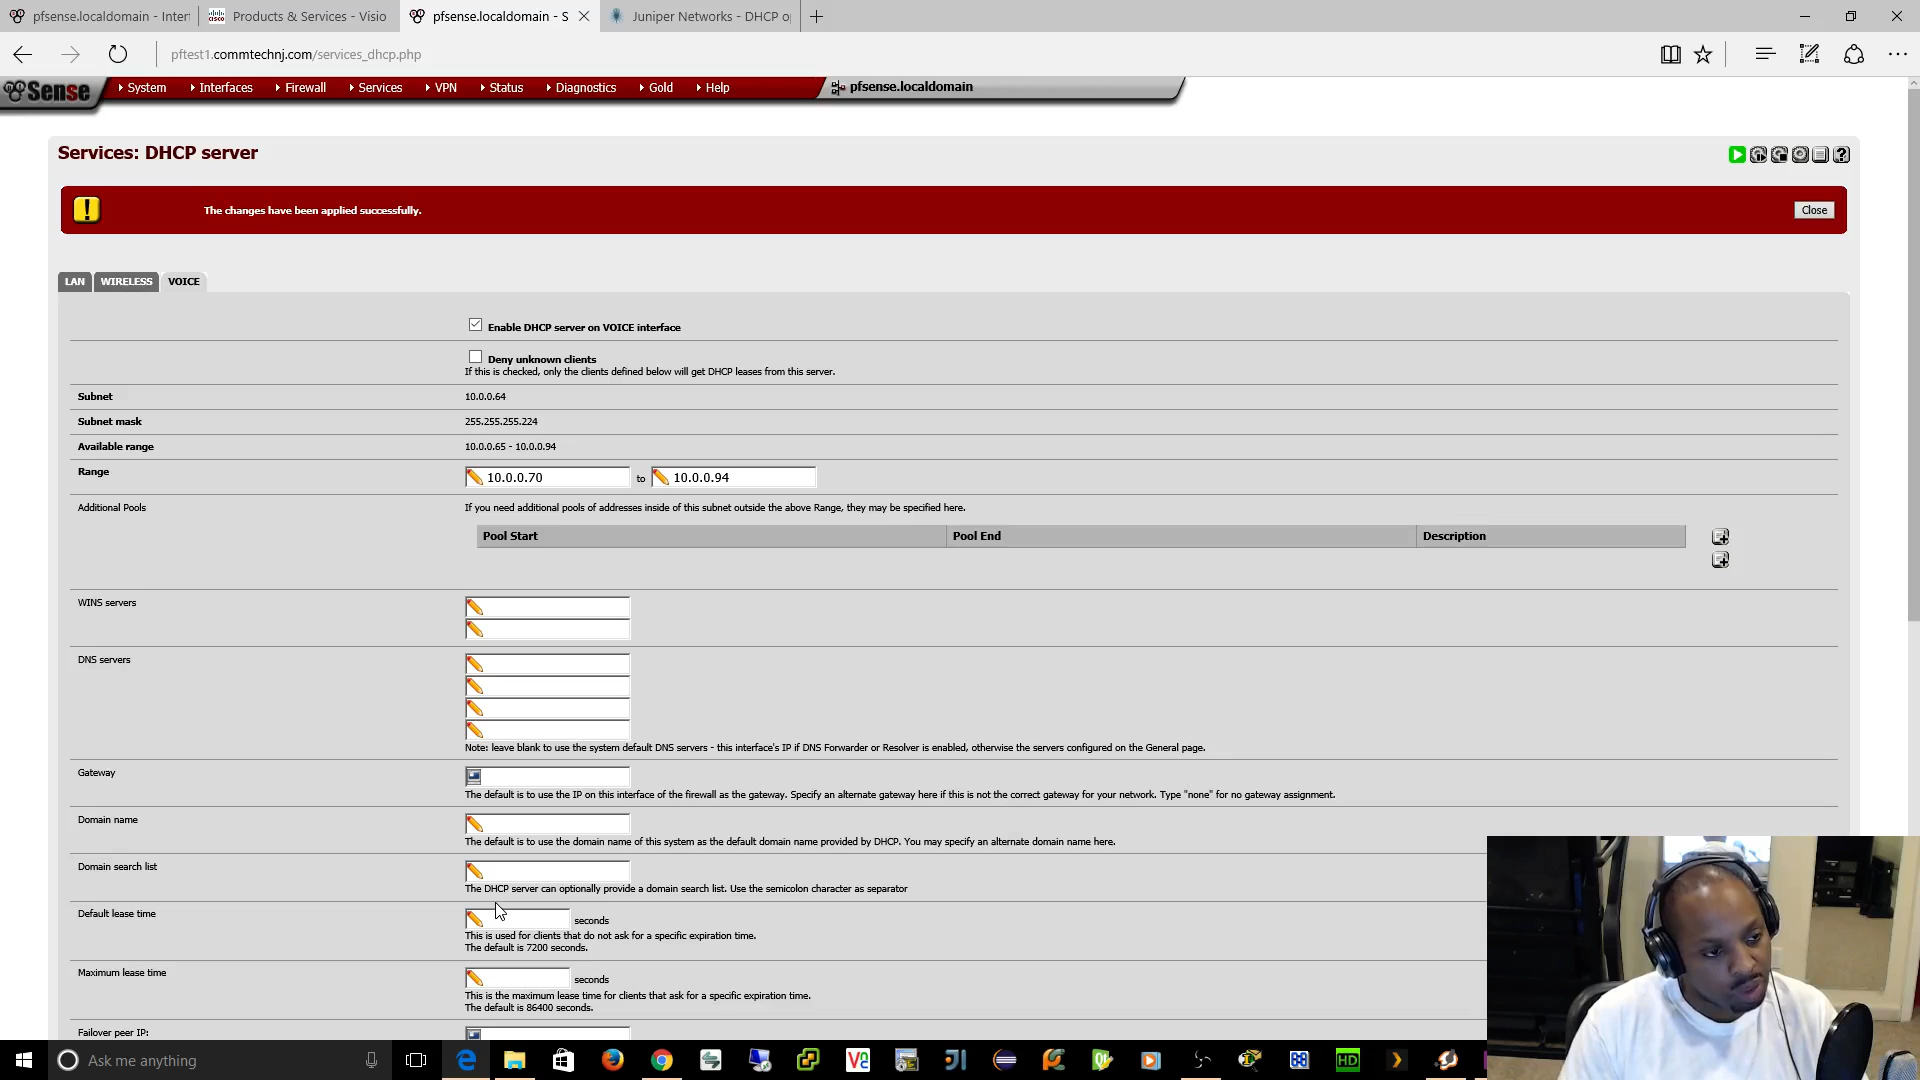 pfsense.localdomain - Inter
Products & Services - Visio
pfsense.localdomain - S
Juniper Networks - DHCP o
pftest1.commtechnj.com/services_dhcp.php
Sense
System
Interfaces
Firewall
Services
VPN
Status
Diagnostics
Gold
Help
pfsense.localdomain
Services: DHCP server
The changes have been applied successfully.
Close
LAN
WIRELESS
VOICE
Enable DHCP server on VOICE interface
Deny unknown clients
If this is checked, only the clients defined below will get DHCP leases from this server.
Subnet
10.0.0.64
Subnet mask
255.255.255.224
Available range
10.0.0.65 - 10.0.0.94
Range
10.0.0.70
to
10.0.0.94
Additional Pools
If you need additional pools of addresses inside of this subnet outside the above Range, they may be specified here.
Pool Start
Pool End
Description
WINS servers
DNS servers
Note: leave blank to use the system default DNS servers - this interface's IP if DNS Forwarder or Resolver is enabled, otherwise the servers configured on the General page.
Gateway
The default is to use the IP on this interface of the firewall as the gateway. Specify an alternate gateway here if this is not the correct gateway for your network. Type "none" for no gateway assignment.
Domain name
The default is to use the domain name of this system as the default domain name provided by DHCP. You may specify an alternate domain name here.
Domain search list
The DHCP server can optionally provide a domain search list. Use the semicolon character as separator
Default lease time
seconds
This is used for clients that do not ask for a specific expiration time.
The default is 7200 seconds.
Maximum lease time
seconds
This is the maximum lease time for clients that ask for a specific expiration time.
The default is 86400 seconds.
Failover peer IP:
Ask me anything
HD